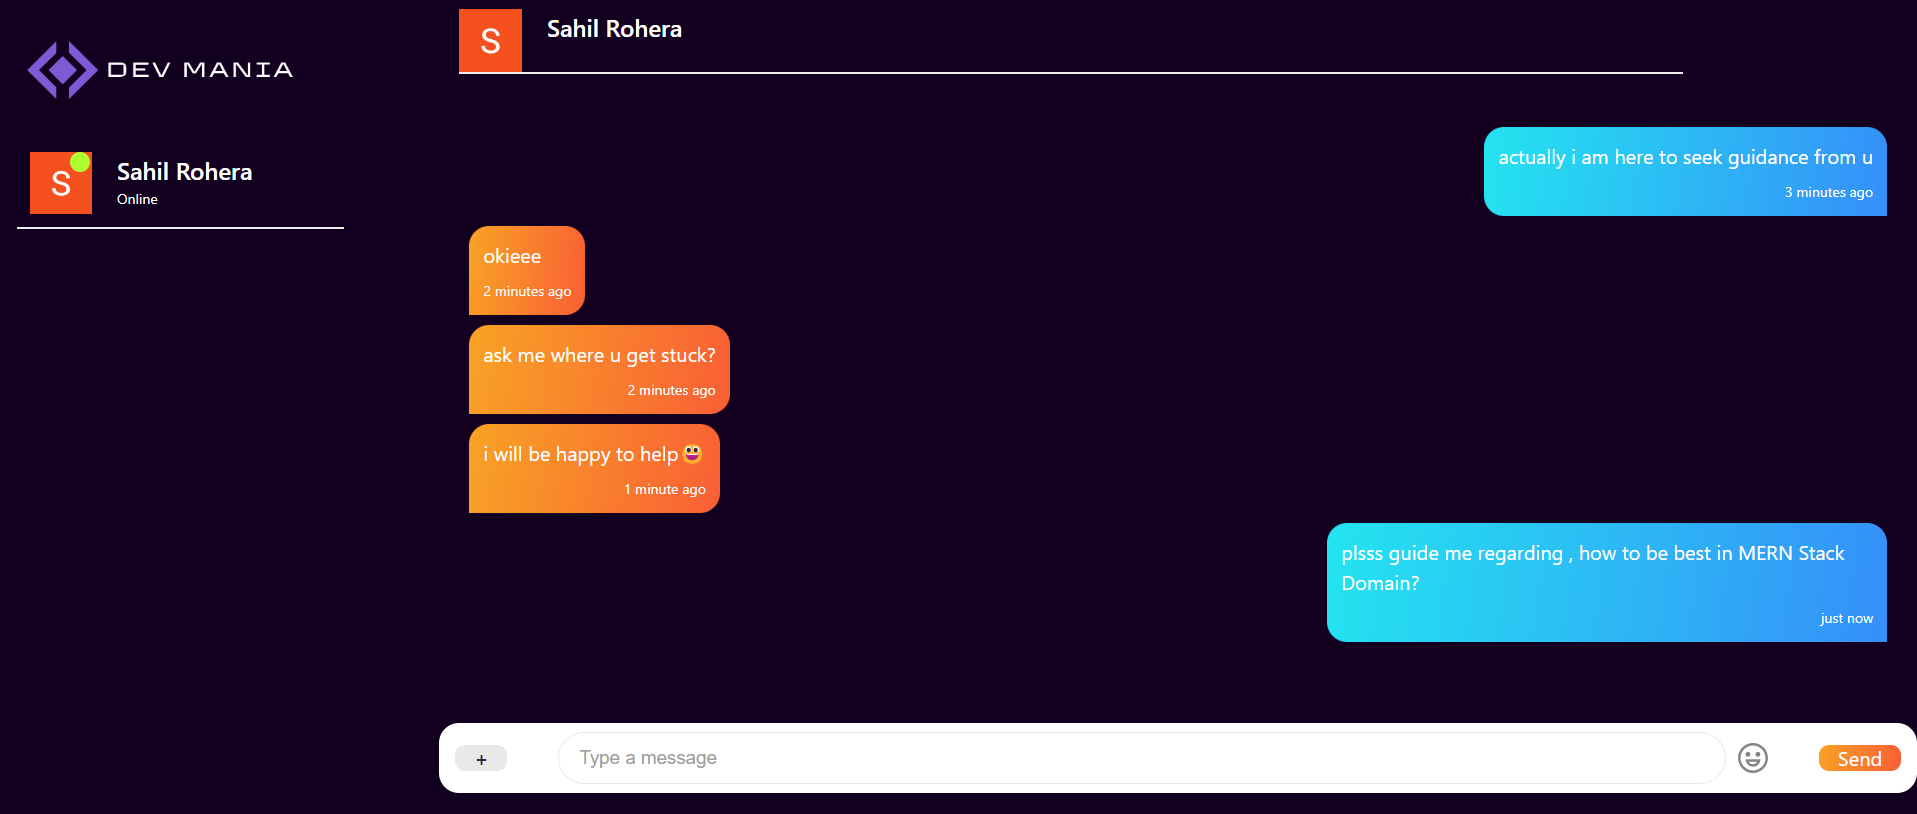 DEV MANIA
S
Sahil Rohera
Online
S
Sahil Rohera
actually i am here to seek guidance from u
3 minutes ago
okieee
2 minutes ago
ask me where u get stuck?
2 minutes ago
i will be happy to help😀
1 minute ago
plsss guide me regarding , how to be best in MERN Stack
Domain?
just now
+
Type a message
Send